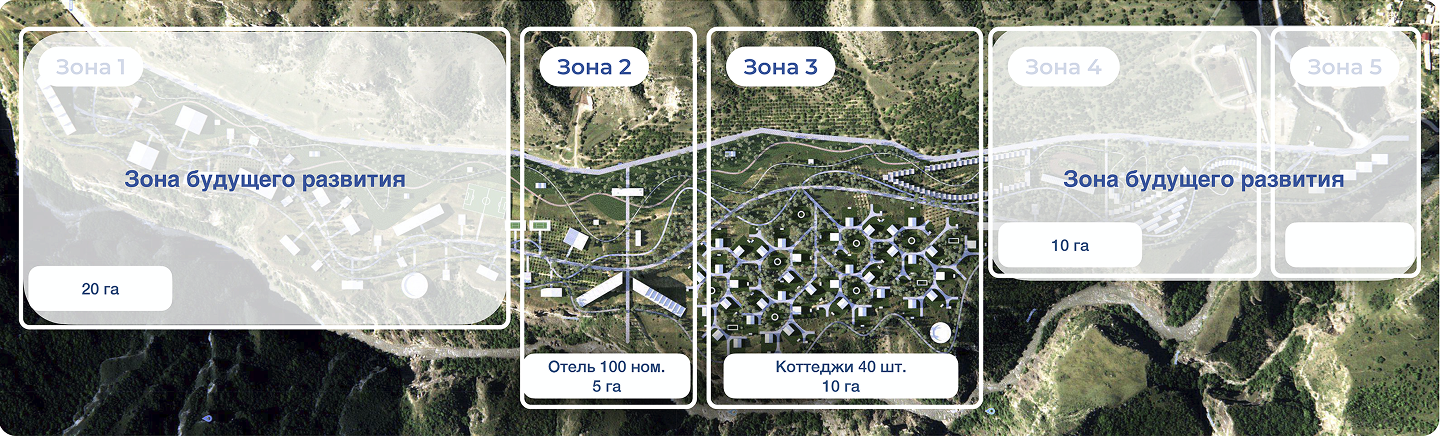 Зона 1
Зона 2
Зона 3
Зона 4
Зона 5
Зона будущего развития
Зона будущего развития
20 га
Отель 100 ном.
5 га
Коттеджи 40 шт.
10 га
10 га